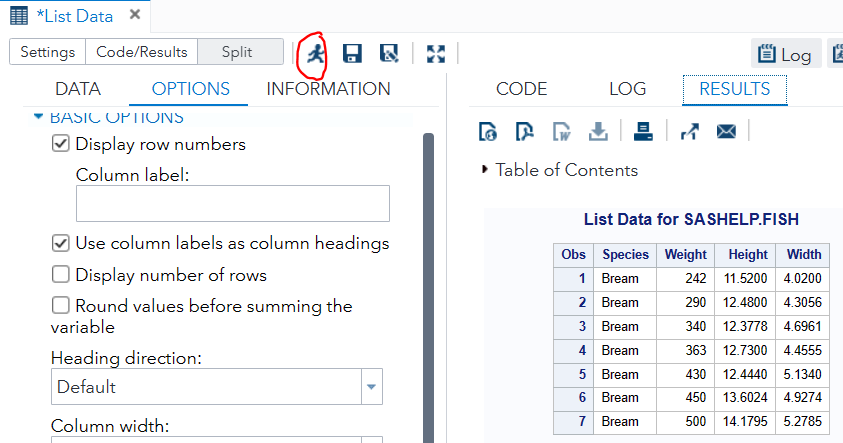 *List Data ×
Settings Code/Results Split Log
DATA OPTIONS INFORMATION
BASIC OPTIONS
Display row numbers
Column label:
Use column labels as column headings
Display number of rows
Round values before summing the
variable
Heading direction:
Default
Column width:
CODE LOG RESULTS
Table of Contents
List Data for SASHELP.FISH
Obs Species Weight Height Width
1 Bream 242 11.5200 4.0200
2 Bream 290 12.4800 4.3056
3 Bream 340 12.3778 4.6961
4 Bream 363 12.7300 4.4555
5 Bream 430 12.4440 5.1340
6 Bream 450 13.6024 4.9274
7 Bream 500 14.1795 5.2785